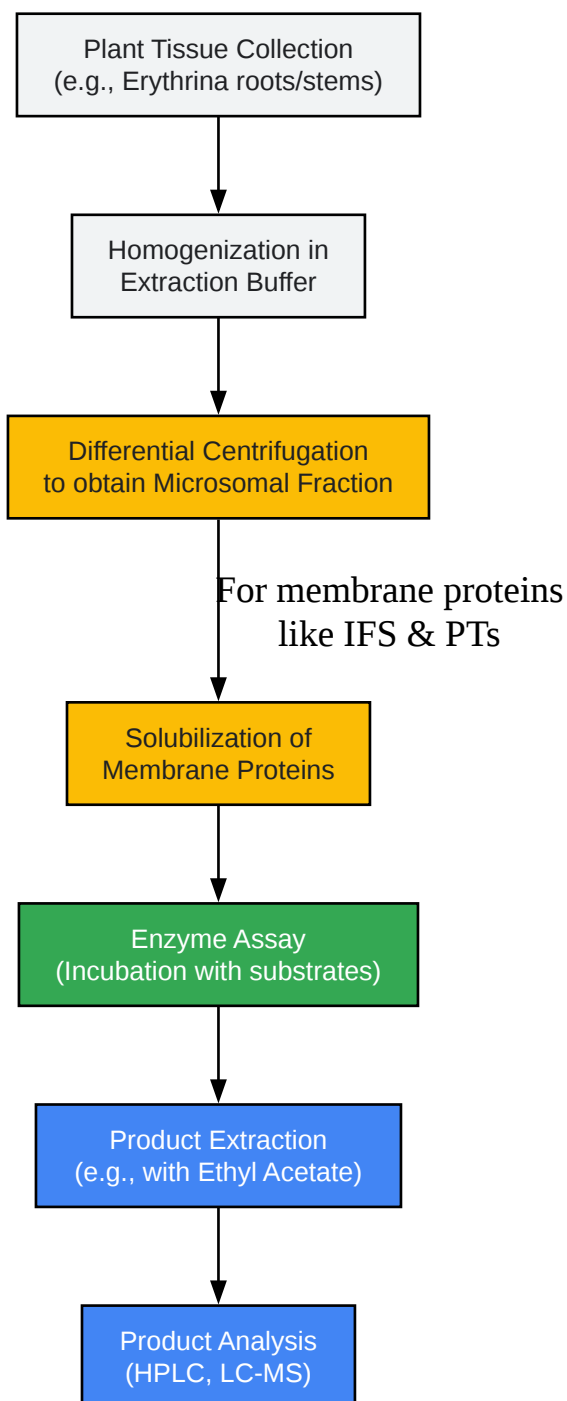 Plant Tissue Collection
(e.g., Erythrina roots/stems)
Homogenization in
Extraction Buffer
Differential Centrifugation
to obtain Microsomal Fraction
For membrane proteins
like IFS & PTs
Solubilization of
Membrane Proteins
Enzyme Assay
(Incubation with substrates)
Product Extraction
(e.g., with Ethyl Acetate)
Product Analysis
(HPLC, LC-MS)